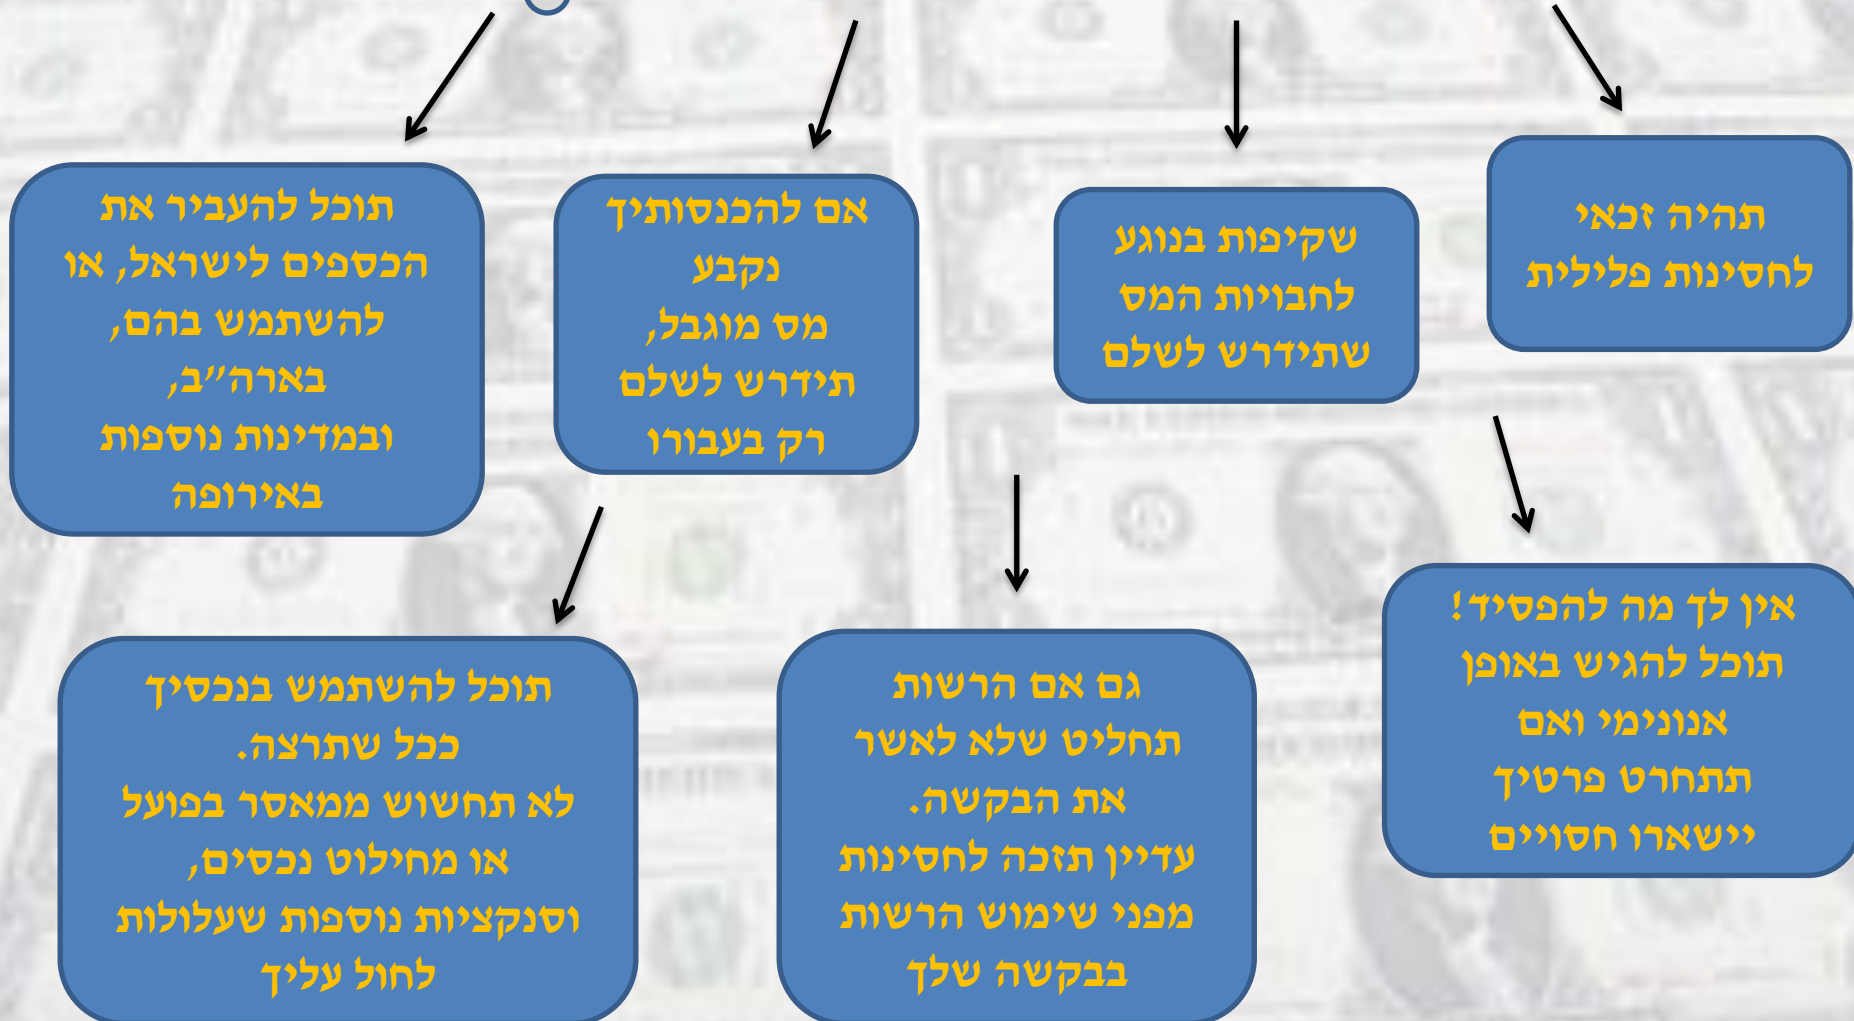 תהיה זכאי
לחסינות פלילית
שקיפות בנוגע
לחבויות המס
שתידרש לשלם
אם להכנסותיך
נקבע
מס מוגבל,
תידרש לשלם
רק בעבורו
תוכל להעביר את
הכספים לישראל, או
להשתמש בהם,
בארה״ב,
ובמדינות נוספות
באירופה
אין לך מה להפסיד!
תוכל להגיש באופן
אנונימי ואם
תתחרט פרטיך
יישארו חסויים
גם אם הרשות
תחליט שלא לאשר
את הבקשה.
עדיין תזכה לחסינות
מפני שימוש הרשות
בבקשה שלך
תוכל להשתמש בנכסיך
ככל שתרצה.
לא תחשוש ממאסר בפועל
או מחילוט נכסים,
וסנקציות נוספות שעלולות
לחול עליך